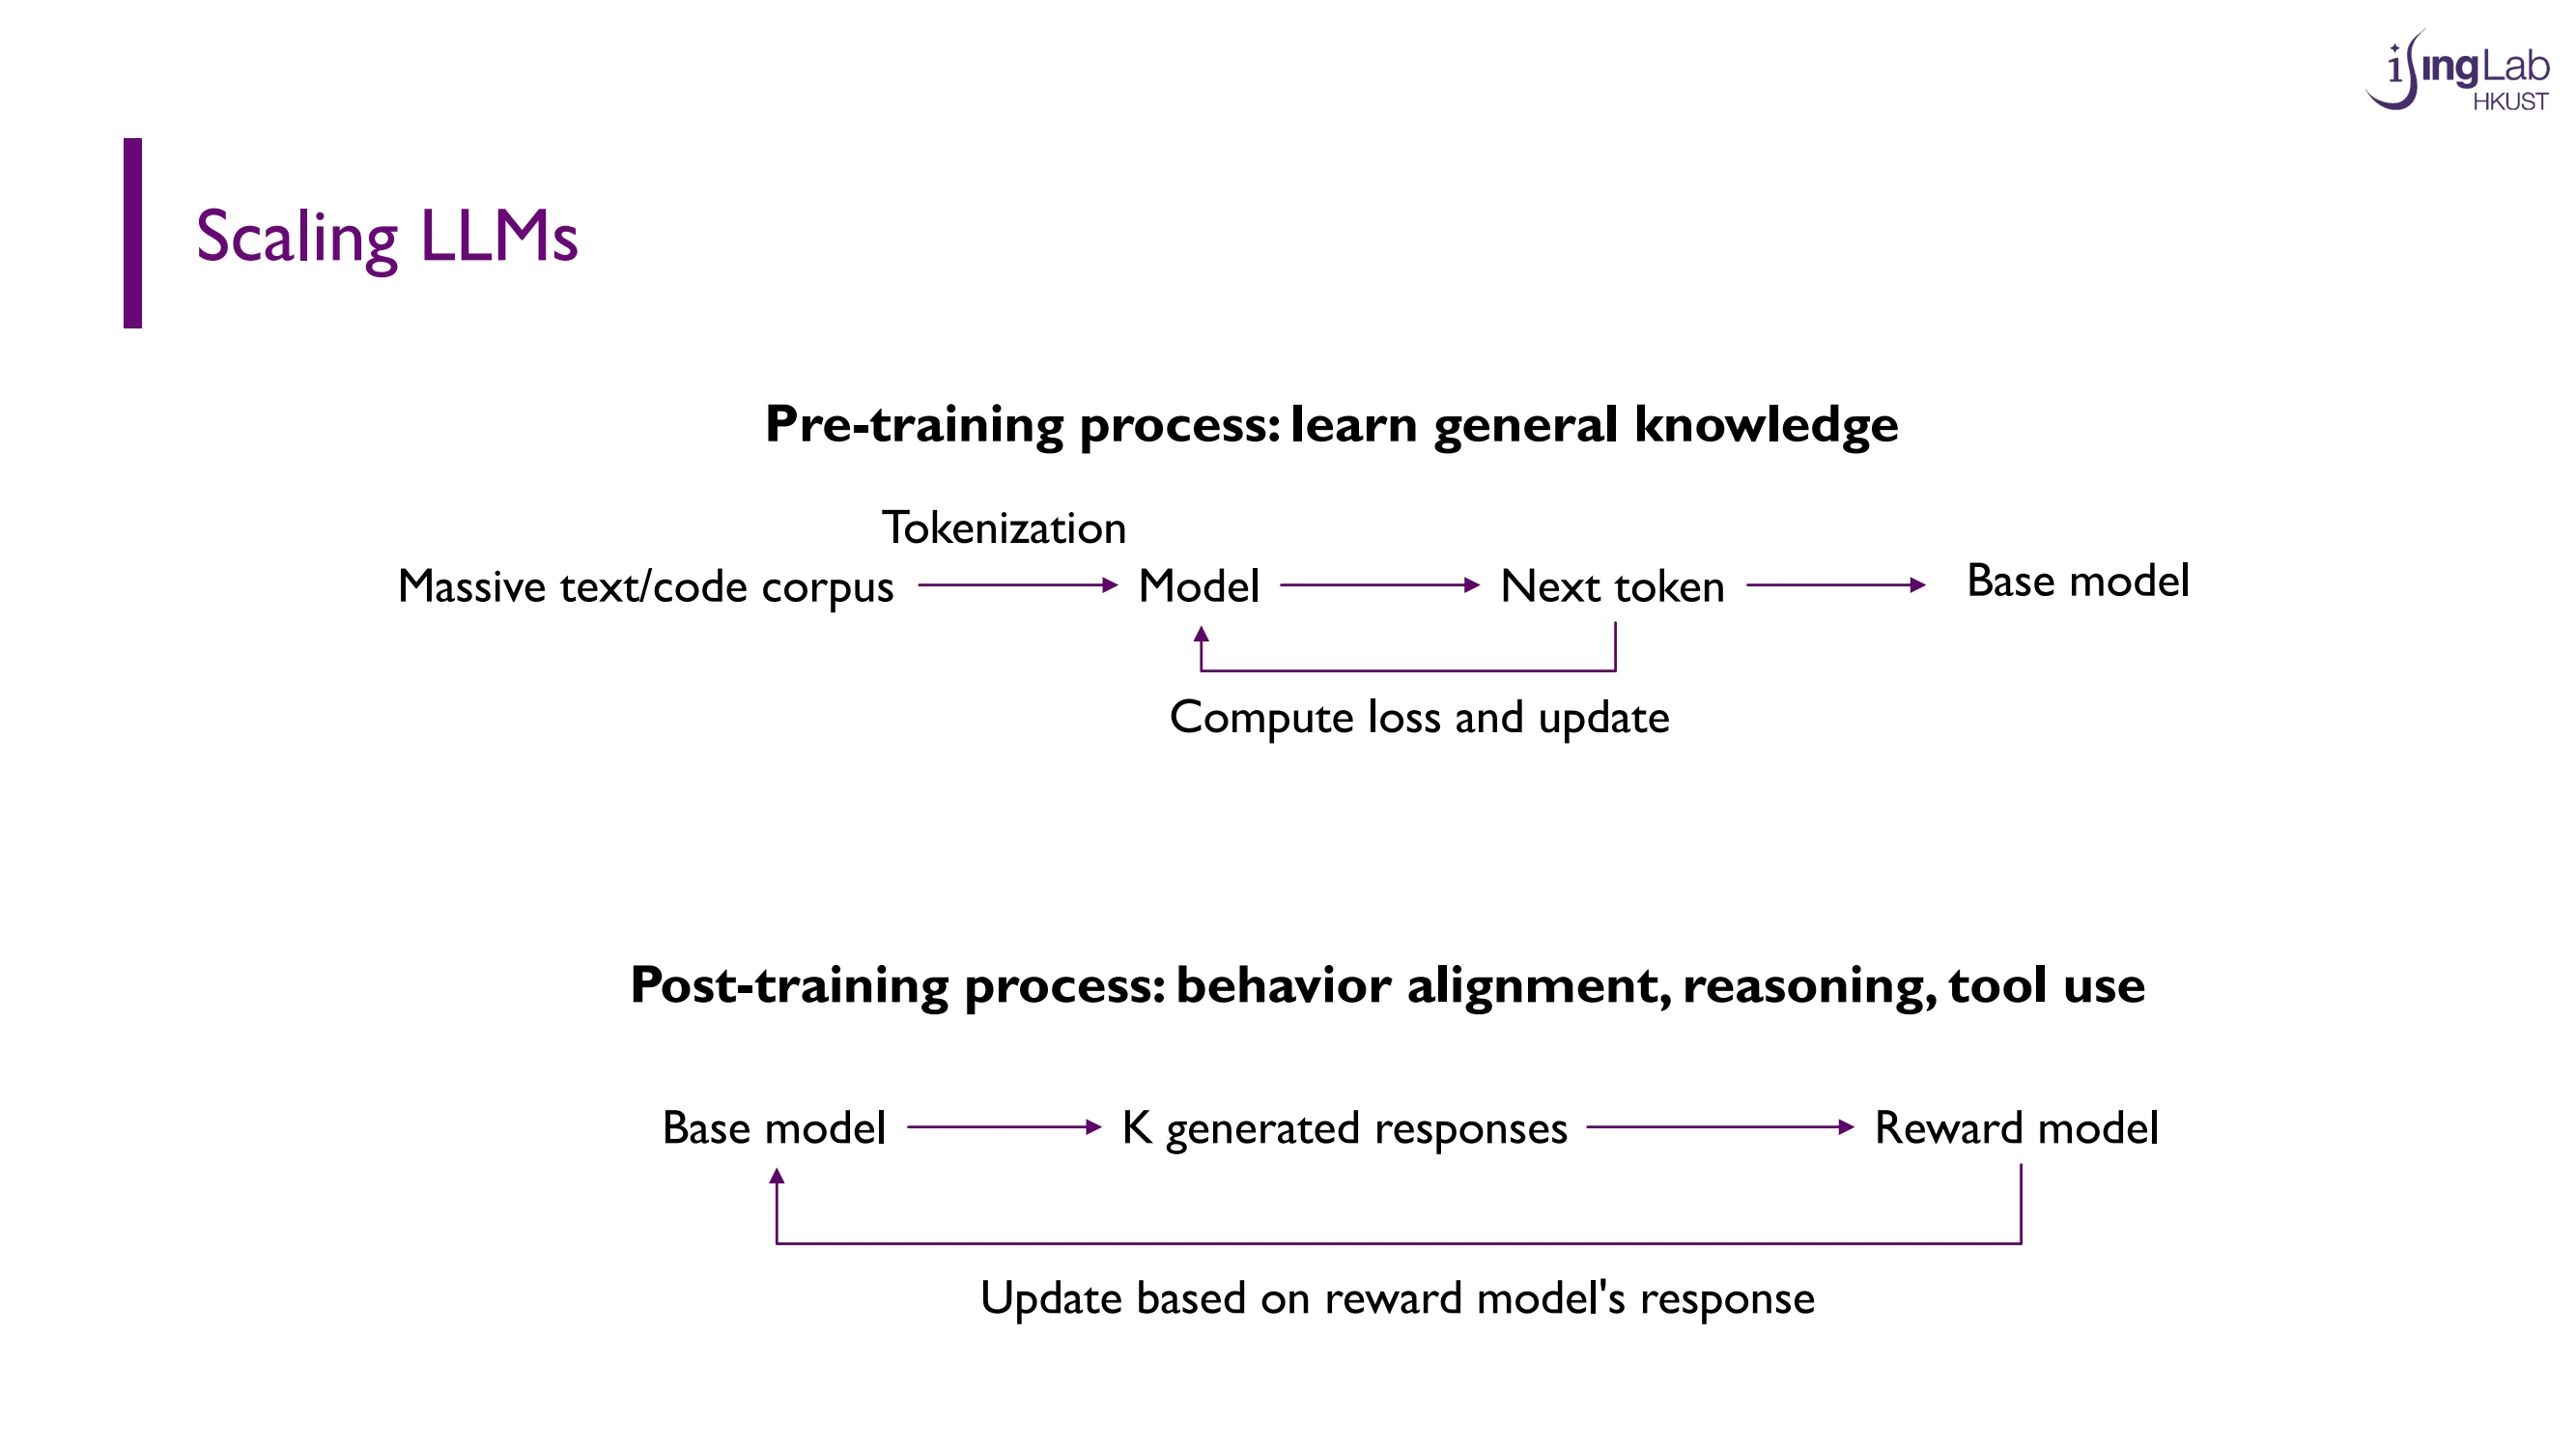 iSingLab
HKUST
Scaling LLMs
Pre-training process: learn general knowledge
Tokenization
Massive text/code corpus Model Next token Base model
Compute loss and update
Post-training process: behavior alignment, reasoning, tool use
Base model K generated responses Reward model
Update based on reward model's response